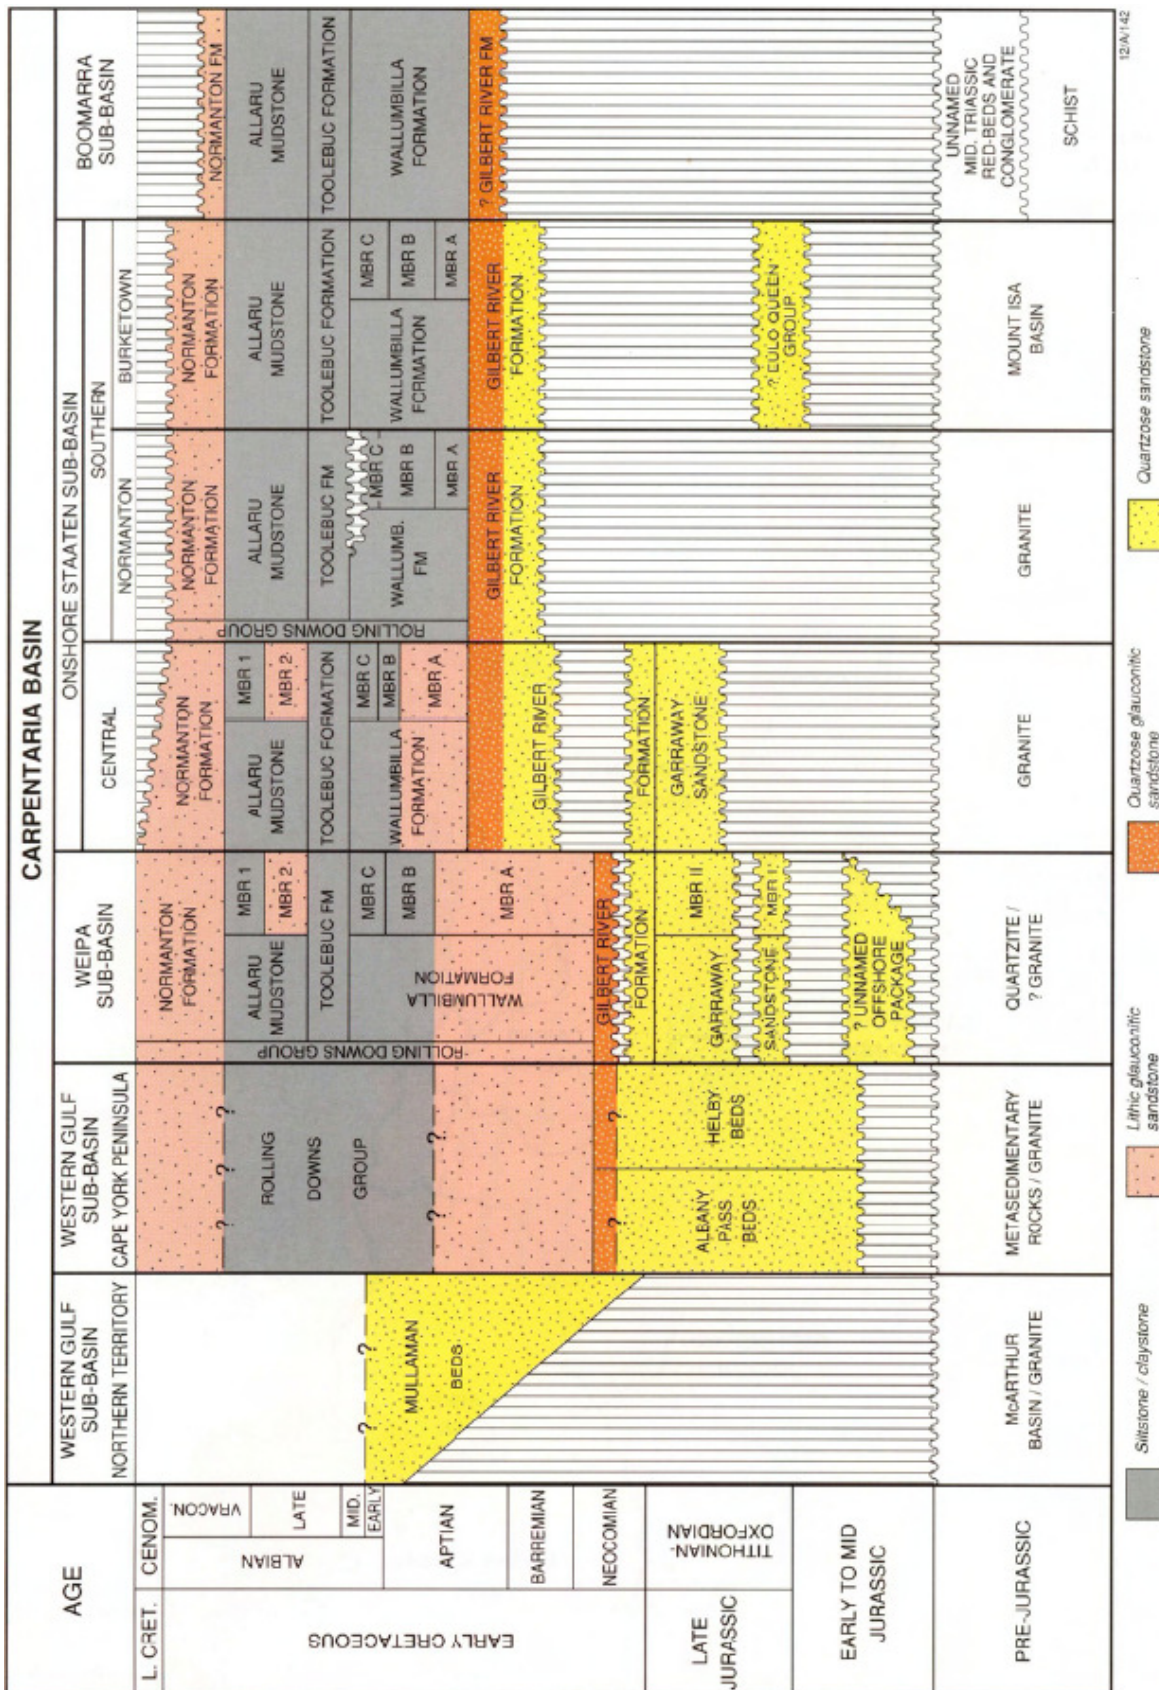 CARPENTARIA BASIN
AGE
WESTERN GULF
SUB-BASIN
NORTHERN TERRITORY
WESTERN GULF
SUB-BASIN
CAPE YORK PENINSULA
WEIPA
SUB-BASIN
ONSHORE STAATEN SUB-BASIN
CENTRAL
SOUTHERN
NORMANTON
BURKETOWN
BOOMARRA
SUB-BASIN
L. CRET.
CENOM.
EARLY CRETACEOUS
ALBIAN
VRACON.
LATE
MID.
EARLY
APTIAN
BARREMIAN
NEOCOMIAN
LATE
JURASSIC
TITHONIAN-
OXFORDIAN
EARLY TO MID
JURASSIC
PRE-JURASSIC
?
?
MULLAMAN
BEDS
McARTHUR
BASIN / GRANITE
? ? ?
ROLLING
DOWNS
GROUP
? ?
? ?
ALBANY
PASS
BEDS
HELBY
BEDS
METASEDIMENTARY
ROCKS / GRANITE
NORMANTON
FORMATION
ROLLING DOWNS GROUP
ALLARU
MUDSTONE
MBR 1
MBR 2
TOOLEBUC FM
WALLUMBILLA
FORMATION
MBR C
MBR B
MBR A
GILBERT RIVER
FORMATION
GARRAWAY
SANDSTONE
MBR II
MBR I
? UNNAMED
OFFSHORE
PACKAGE
QUARTZITE /
? GRANITE
NORMANTON
FORMATION
ALLARU
MUDSTONE
MBR 1
MBR 2
TOOLEBUC FORMATION
WALLUMBILLA
FORMATION
MBR C
MBR B
MBR A
GILBERT RIVER
FORMATION
GARRAWAY
SANDSTONE
GRANITE
NORMANTON
FORMATION
ROLLING DOWNS GROUP
ALLARU
MUDSTONE
TOOLEBUC FM
WALLUMB.
FM
MBR C
MBR B
MBR A
GILBERT RIVER
FORMATION
GRANITE
NORMANTON
FORMATION
ALLARU
MUDSTONE
TOOLEBUC FORMATION
WALLUMBILLA
FORMATION
MBR C
MBR B
MBR A
GILBERT RIVER
FORMATION
? EULO QUEEN
GROUP
MOUNT ISA
BASIN
NORMANTON FM
ALLARU
MUDSTONE
TOOLEBUC FORMATION
WALLUMBILLA
FORMATION
? GILBERT RIVER FM
UNNAMED
MID. TRIASSIC
RED-BEDS AND
CONGLOMERATE
SCHIST
12/A/142
Siltstone / claystone
Lithic glauconitic
sandstone
Quartzose glauconitic
sandstone
Quartzose sandstone